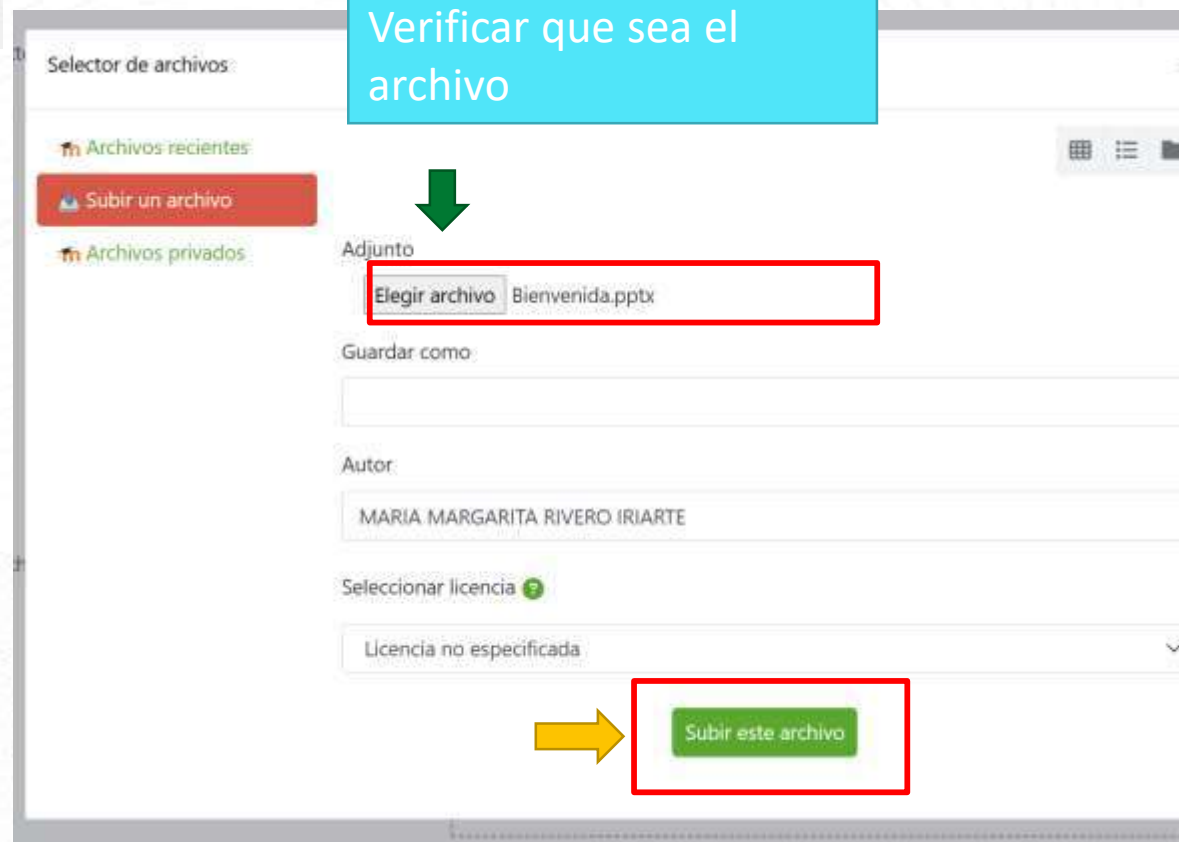 Verificar que sea el
archivo
Selector de archivos
Archivos recientes
Subir un archivo
Archivos privados
Adjunto
Elegir archivo Bienvenida.pptx
Guardar como
Autor
MARIA MARGARITA RIVERO IRIARTE
Seleccionar licencia
Licencia no especificada
Subir este archivo